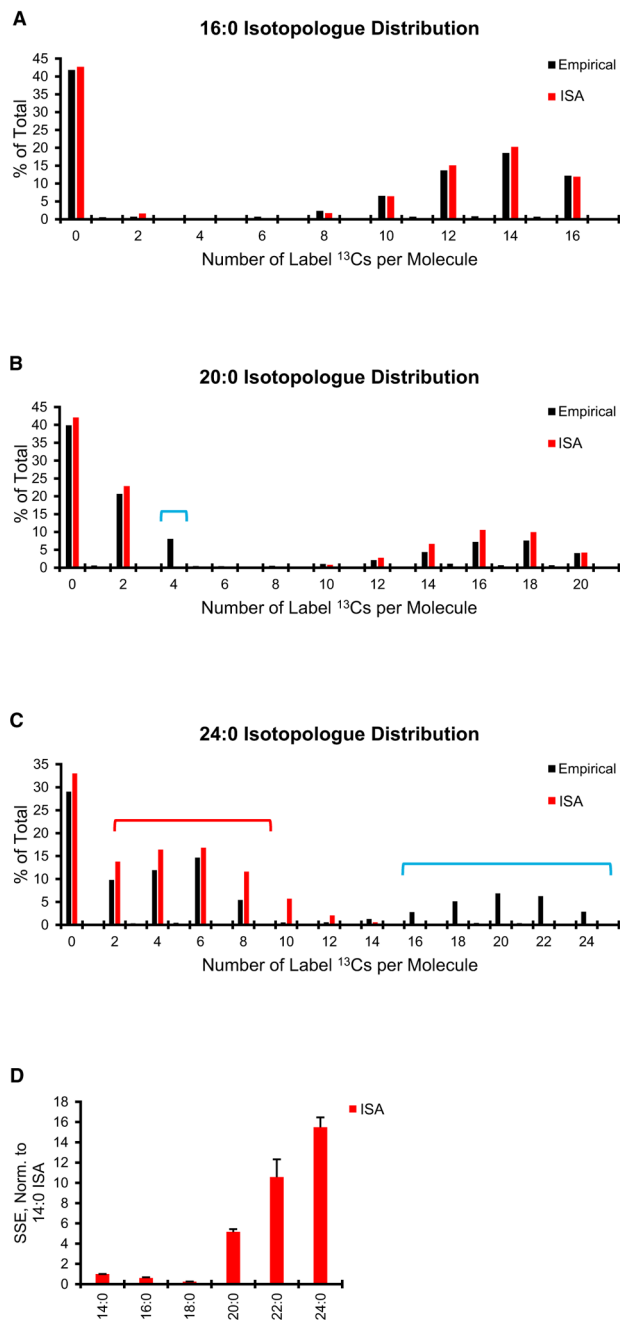 A
16:0 Isotopologue Distribution
45
40
35
30
25
20
15
10
5
0
% of Total
Empirical
ISA
0 2 4 6 8 10 12 14 16
Number of Label ¹³Cs per Molecule
B
20:0 Isotopologue Distribution
45
40
35
30
25
20
15
10
5
0
% of Total
Empirical
ISA
0 2 4 6 8 10 12 14 16 18 20
Number of Label ¹³Cs per Molecule
C
24:0 Isotopologue Distribution
35
30
25
20
15
10
5
0
% of Total
Empirical
ISA
0 2 4 6 8 10 12 14 16 18 20 22 24
Number of Label ¹³Cs per Molecule
D
18
16
14
12
10
8
6
4
2
0
SSE, Norm. to
14:0 ISA
ISA
14:0 16:0 18:0 20:0 22:0 24:0